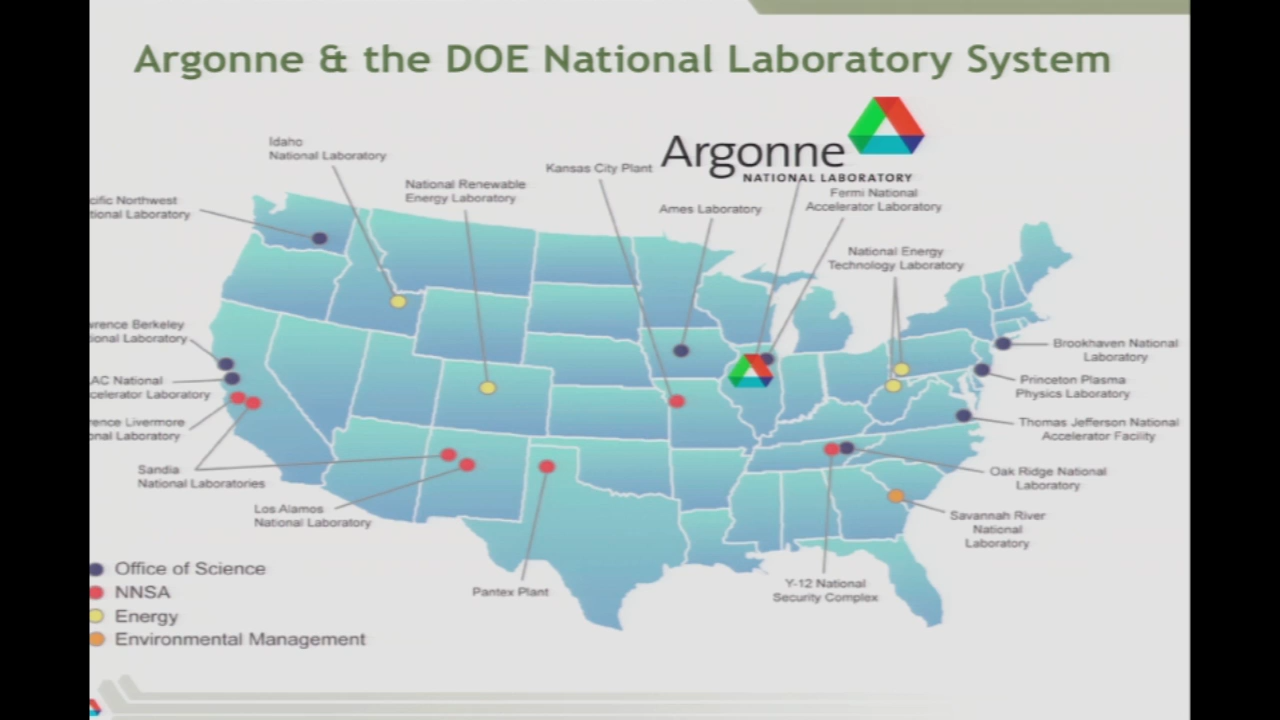 Argonne & the DOE National Laboratory System
Argonne
NATIONAL LABORATORY
Idaho
National Laboratory
National Renewable
Energy Laboratory
Kansas City Plant
Ames Laboratory
Fermi National
Accelerator Laboratory
National Energy
Technology Laboratory
cific Northwest
tional Laboratory
wrence Berkeley
ional Laboratory
AC National
celerator Laboratory
rence Livermore
onal Laboratory
Sandia
National Laboratories
Los Alamos
National Laboratory
Pantex Plant
Y-12 National
Security Complex
Brookhaven National
Laboratory
Princeton Plasma
Physics Laboratory
Thomas Jefferson National
Accelerator Facility
Oak Ridge National
Laboratory
Savannah River
National
Laboratory
Office of Science
NNSA
Energy
Environmental Management